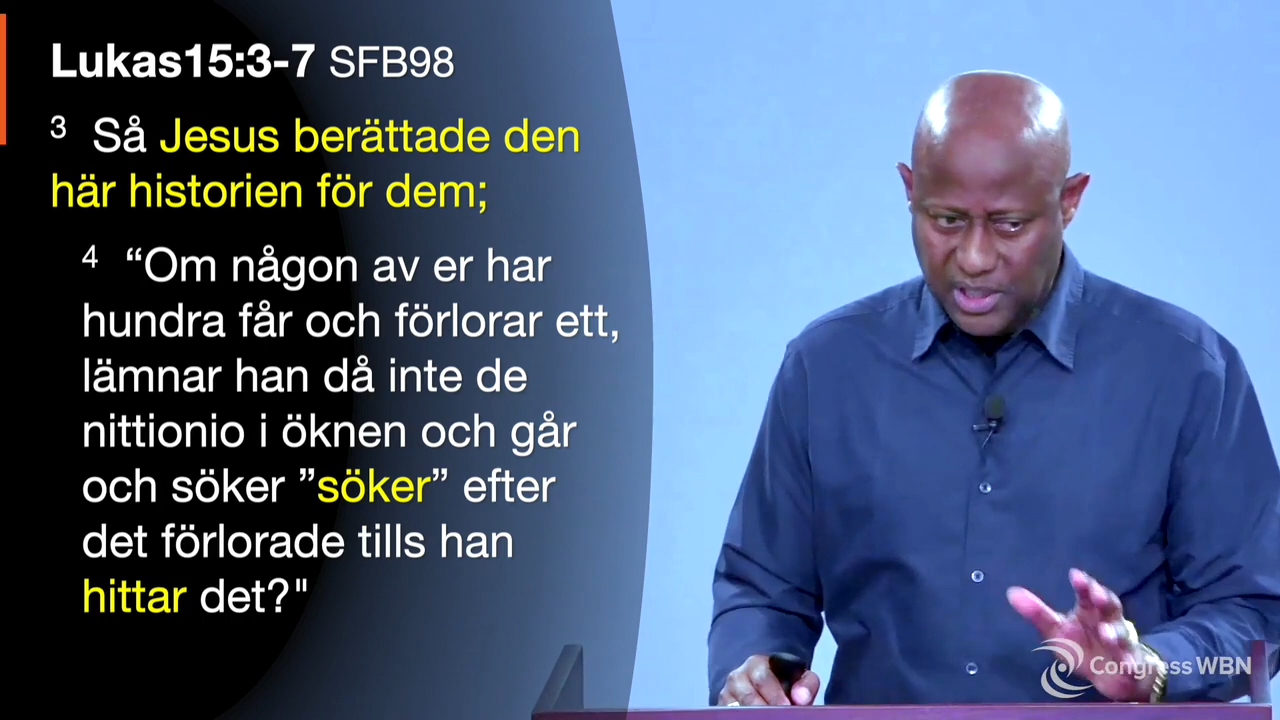 Lukas15:3-7 SFB98
3 Så Jesus berättade den
här historien för dem;
4 “Om någon av er har
hundra får och förlorar ett,
lämnar han då inte de
nittionio i öknen och går
och söker ”söker” efter
det förlorade tills han
hittar det?"
Congress WBN